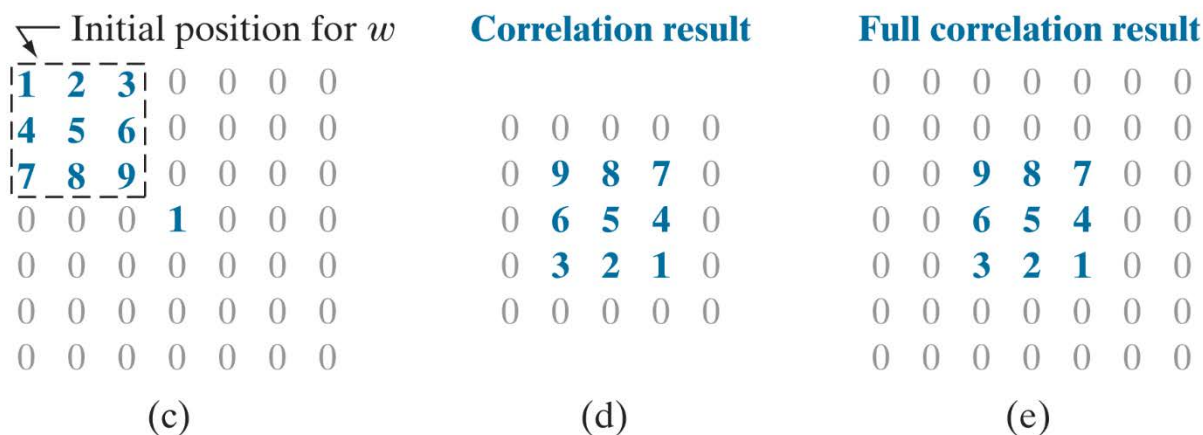 Initial position for w
1 2 3 0 0 0 0
4 5 6 0 0 0 0
7 8 9 0 0 0 0
0 0 0 1 0 0 0
0 0 0 0 0 0 0
0 0 0 0 0 0 0
0 0 0 0 0 0 0
(c)
Correlation result
0 0 0 0 0
0 9 8 7 0
0 6 5 4 0
0 3 2 1 0
0 0 0 0 0
(d)
Full correlation result
0 0 0 0 0 0 0
0 0 0 0 0 0 0
0 0 9 8 7 0 0
0 0 6 5 4 0 0
0 0 3 2 1 0 0
0 0 0 0 0 0 0
0 0 0 0 0 0 0
(e)